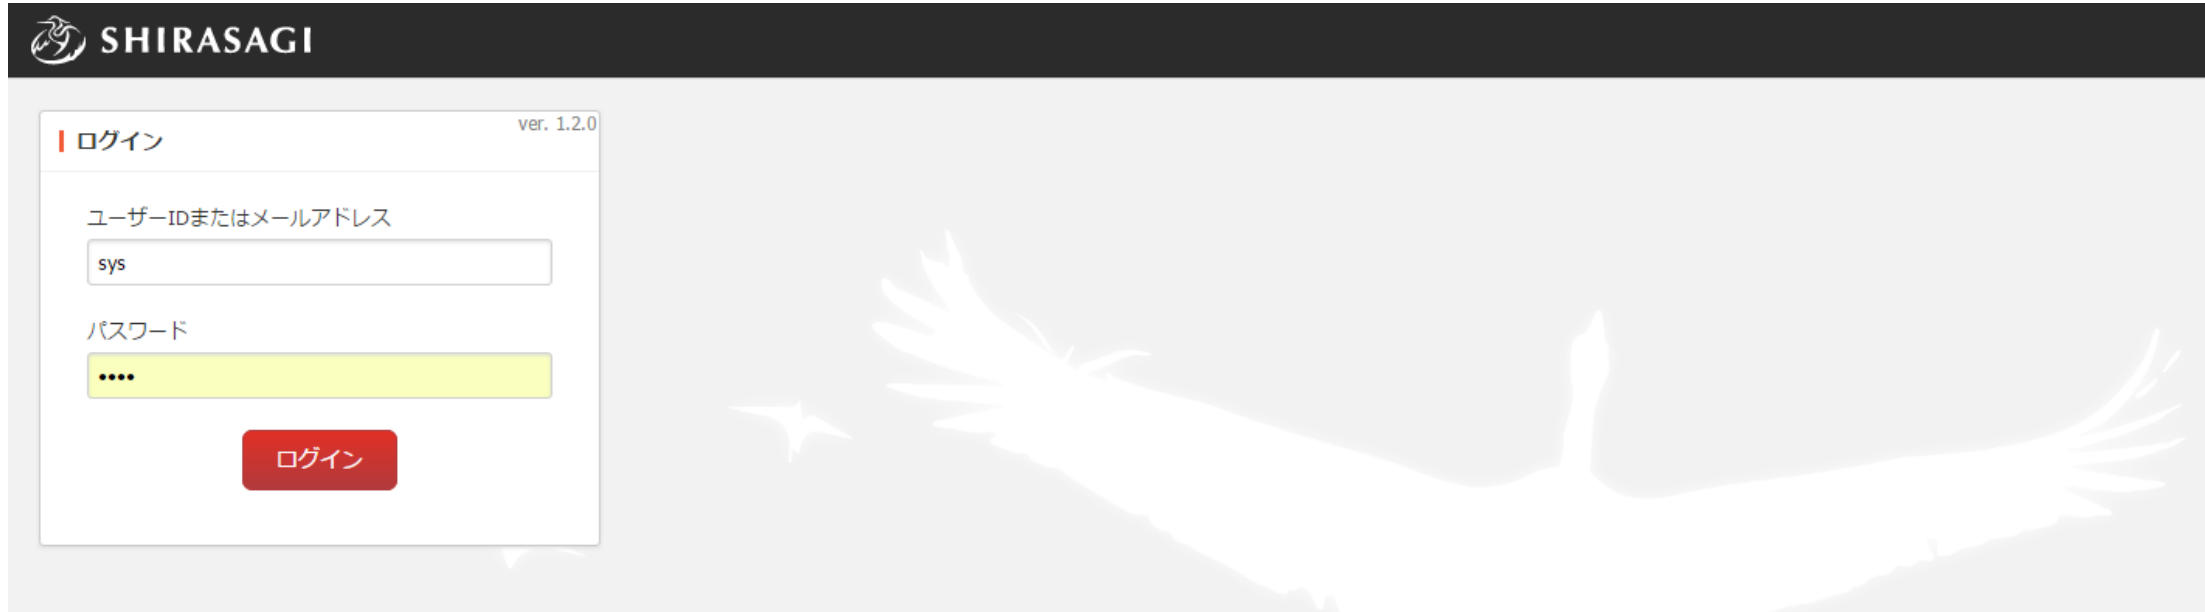 SHIRASAGI
ログイン
ver. 1.2.0
ユーザーIDまたはメールアドレス
sys
パスワード
••••
ログイン